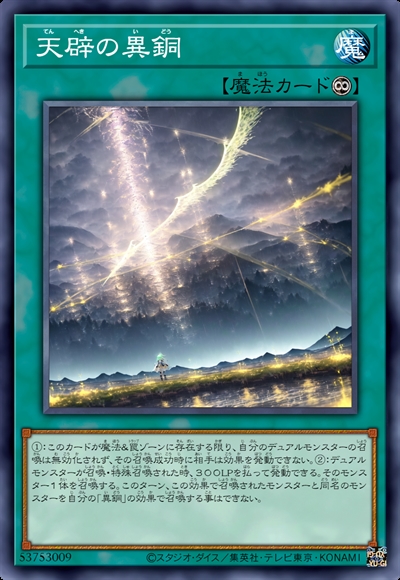 天辟の異銅
てん へき い どう
魔
【魔法カード∞】
①:このカードが魔法&罠ゾーンに存在する限り、自分のデュアルモンスターの召
喚は無効化されず、その召喚成功時に相手は効果を発動できない。②:デュアル
モンスターが召喚・特殊召喚された時、300LPを払って発動できる。そのモンス
ター1体を召喚する。このターン、この効果で召喚されたモンスターと同名のモンス
ターを自分の「異銅」の効果で召喚する事はできない。
53753009
©スタジオ・ダイス／集英社・テレビ東京・KONAMI